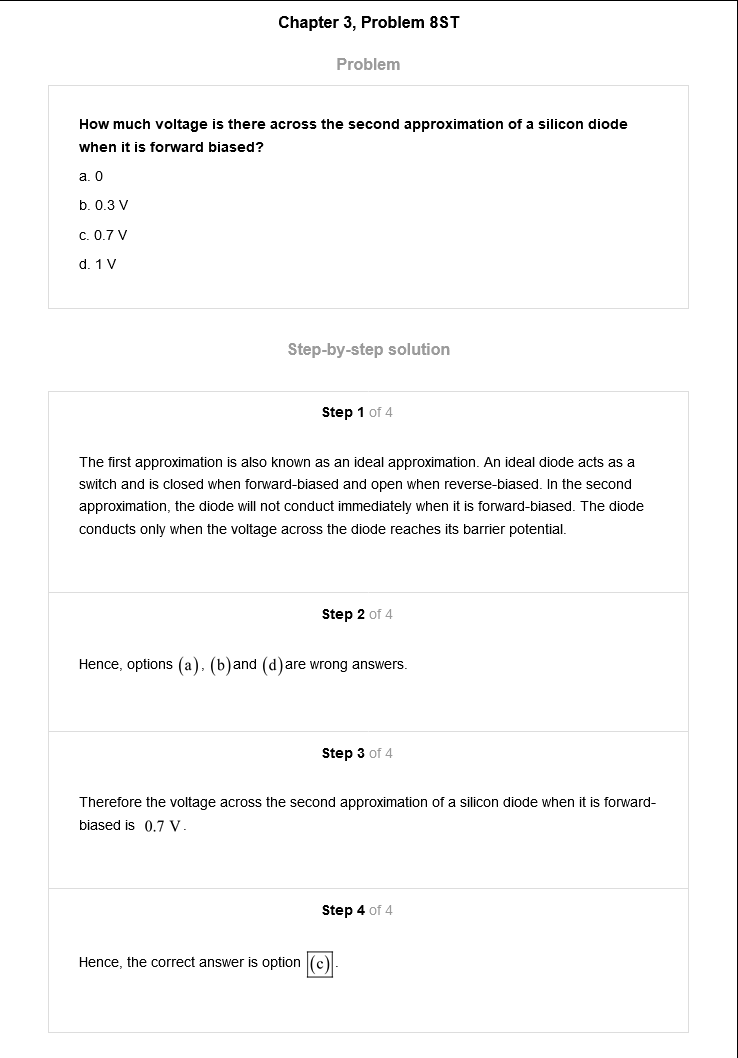 Chapter 3, Problem 8ST
Problem
How much voltage is there across the second approximation of a silicon diode
when it is forward biased?
a. 0
b. 0.3 V
c. 0.7 V
d. 1 V
Step-by-step solution
Step 1 of 4
The first approximation is also known as an ideal approximation. An ideal diode acts as a
switch and is closed when forward-biased and open when reverse-biased. In the second
approximation, the diode will not conduct immediately when it is forward-biased. The diode
conducts only when the voltage across the diode reaches its barrier potential.
Step 2 of 4
Hence, options (a), (b)and (d)are wrong answers.
Step 3 of 4
Therefore the voltage across the second approximation of a silicon diode when it is forward-
biased is 0.7 V.
Step 4 of 4
Hence, the correct answer is option (c).